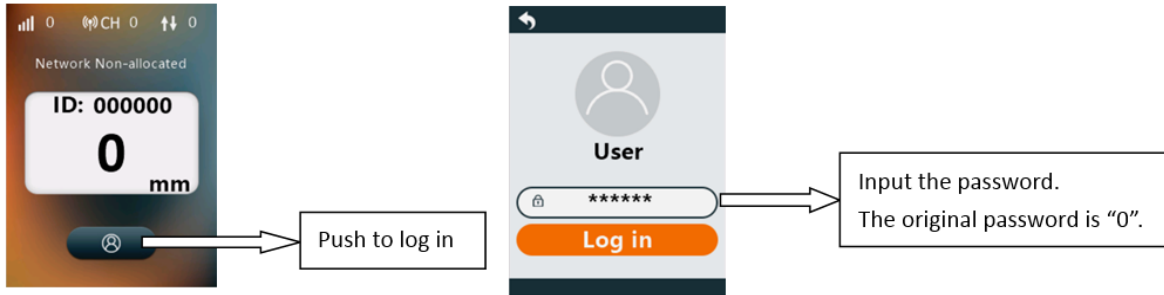 0 CH 0 0
Network Non-allocated
ID: 000000
0
mm
Push to log in
User
******
Log in
Input the password.
The original password is “0”.